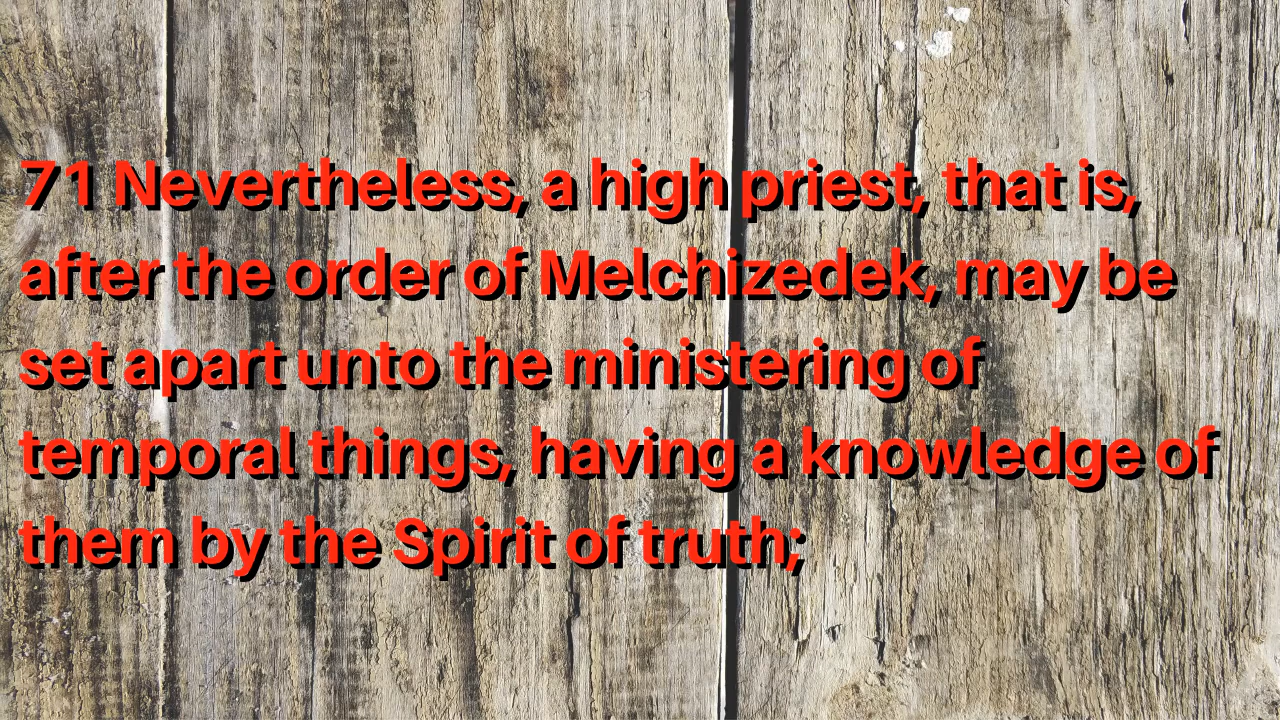 71 Nevertheless, a high priest, that is,
after the order of Melchizedek, may be
set apart unto the ministering of
temporal things, having a knowledge of
them by the Spirit of truth;